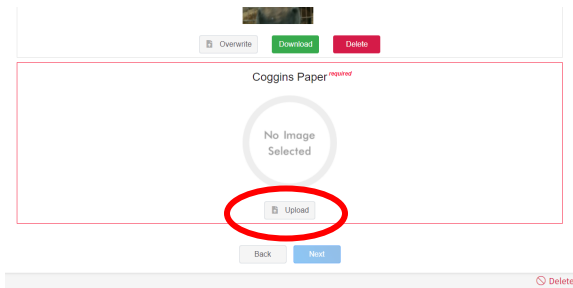 Overwrite Download Delete
Coggins Paper required
No Image
Selected
Upload
Back Next
Delete